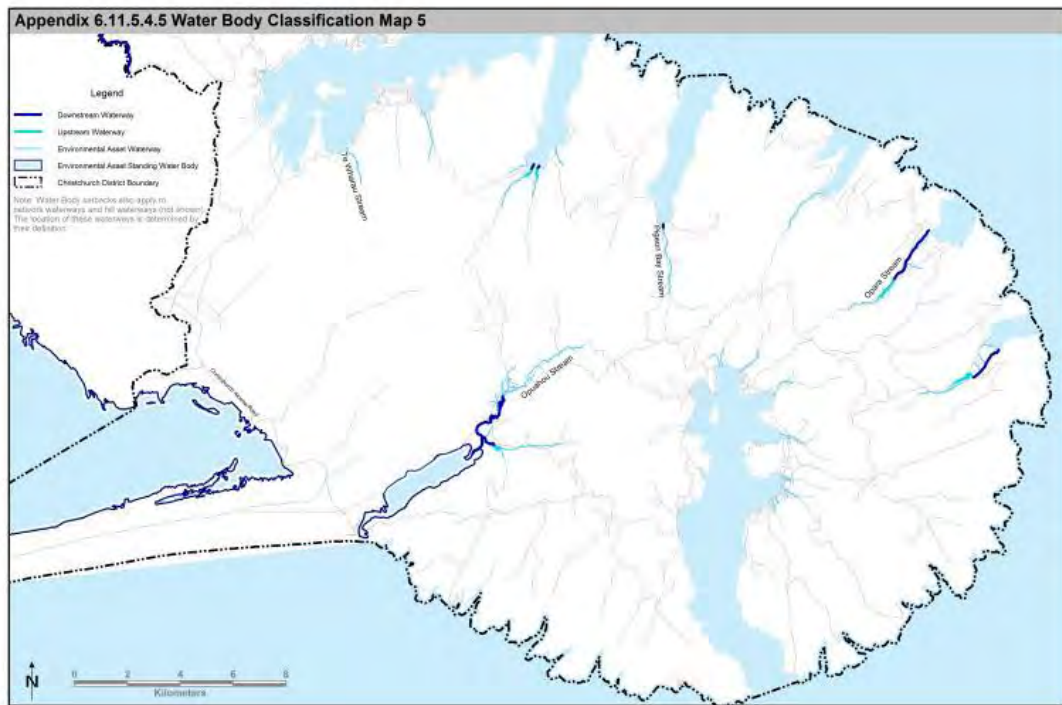 Appendix 6.11.5.4.5 Water Body Classification Map 5
Legend
Downstream Waterway
Upstream Waterway
Environmental Asset Waterway
Environmental Asset Standing Water Body
Christchurch District Boundary
Note: Water Body setbacks also apply to
network waterways and hill waterways (not shown)
The location of these waterways is determined by
their definition.
Te Wharau Stream
Pigeon Bay Stream
Opara Stream
Opuahou Stream
N
0 2 4 6 8
Kilometers